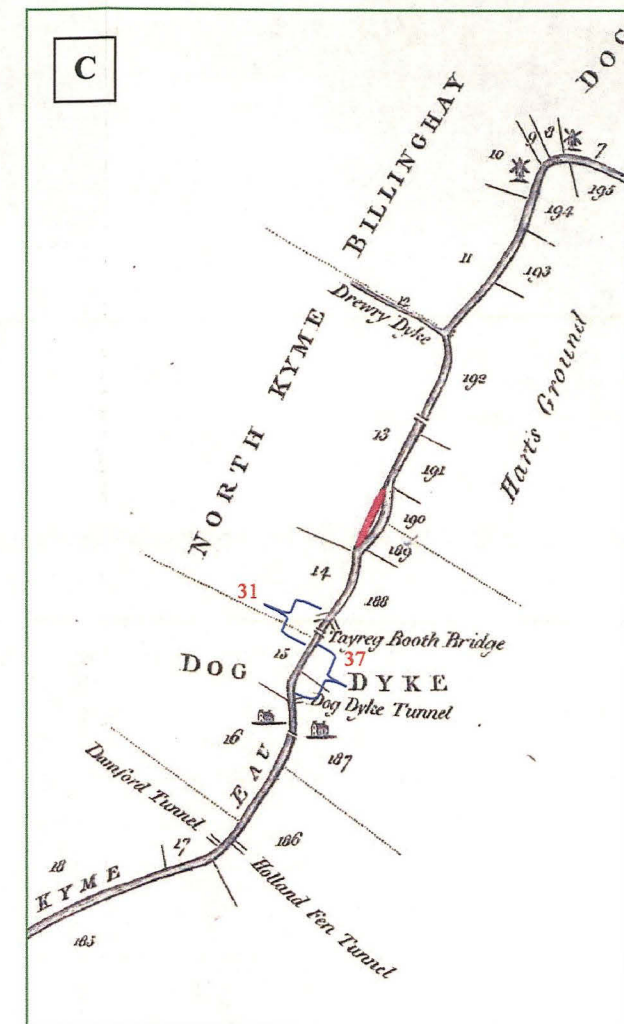 C
DOG
BILLINGHAY
10
9
8
7
195
194
11
193
12
Drewry Dyke
192
Hart's Ground
NORTH KYME
13
191
190
189
14
31
188
Tayreg Booth Bridge
15
37
DOG DYKE
Dog Dyke Tunnel
16
187
Damford Tunnel
17
186
Holland Fen Tunnel
18
KYME EAU
185